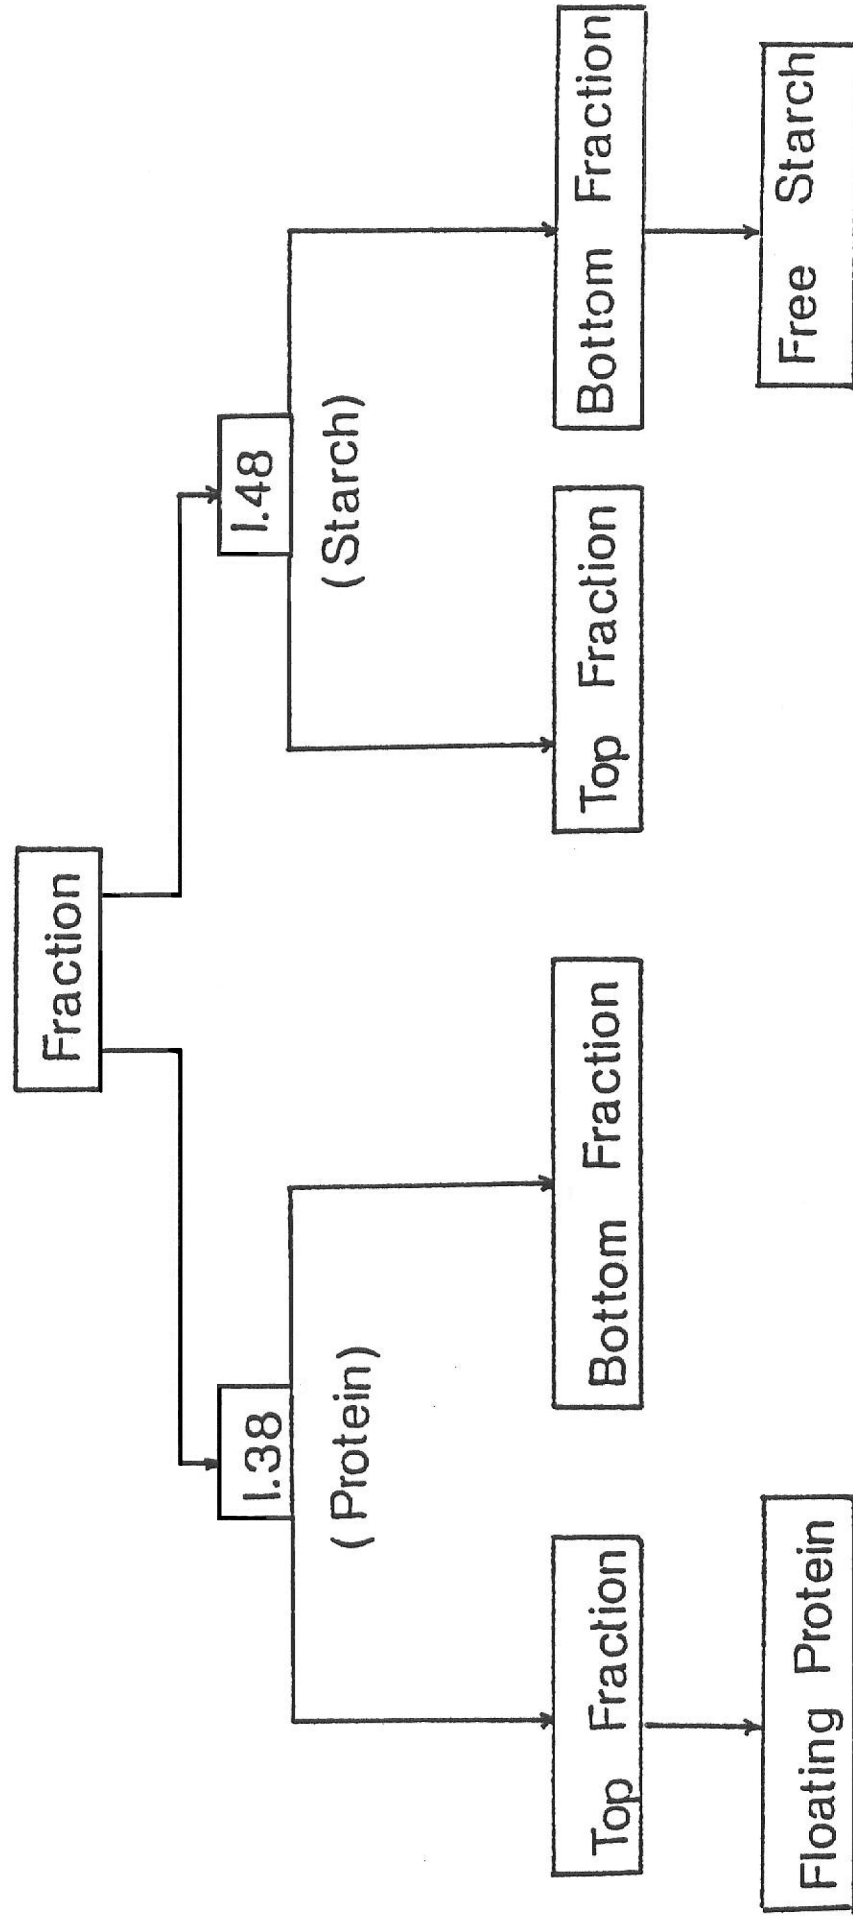 Fraction
1.38
1.48
(Protein)
(Starch)
Top Fraction
Bottom Fraction
Top Fraction
Bottom Fraction
Floating Protein
Free Starch